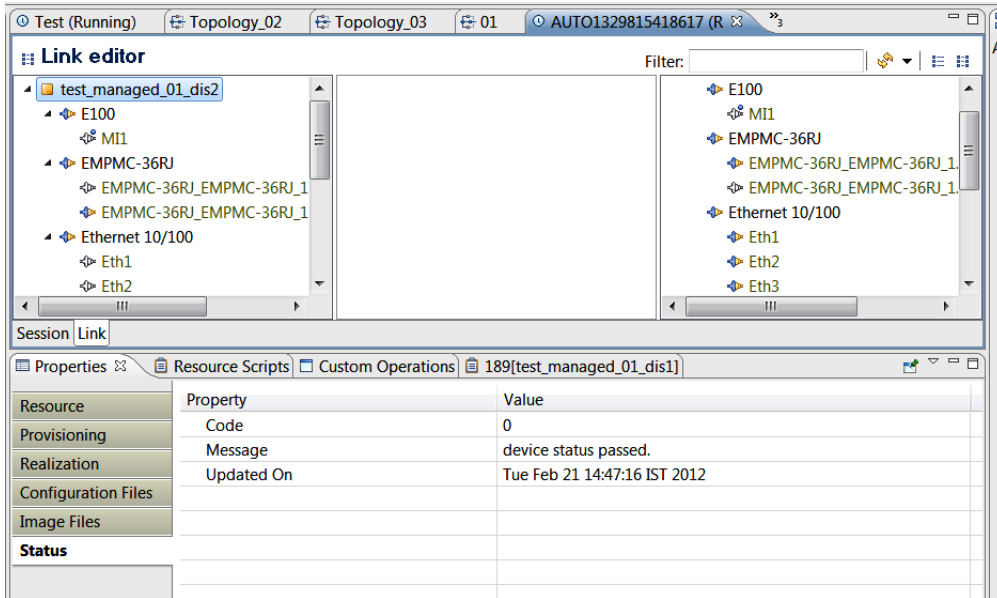 Test (Running) Topology_02 Topology_03 01 AUTO1329815418617 (R »3
Link editor Filter:
test_managed_01_dis2
E100
MI1
EMPMC-36RJ
EMPMC-36RJ_EMPMC-36RJ_1
EMPMC-36RJ_EMPMC-36RJ_1
Ethernet 10/100
Eth1
Eth2
E100
MI1
EMPMC-36RJ
EMPMC-36RJ_EMPMC-36RJ_1.
EMPMC-36RJ_EMPMC-36RJ_1.
Ethernet 10/100
Eth1
Eth2
Eth3
Session Link
Properties Resource Scripts Custom Operations 189[test_managed_01_dis1]
Resource
Provisioning
Realization
Configuration Files
Image Files
Status
Property Value
Code 0
Message device status passed.
Updated On Tue Feb 21 14:47:16 IST 2012